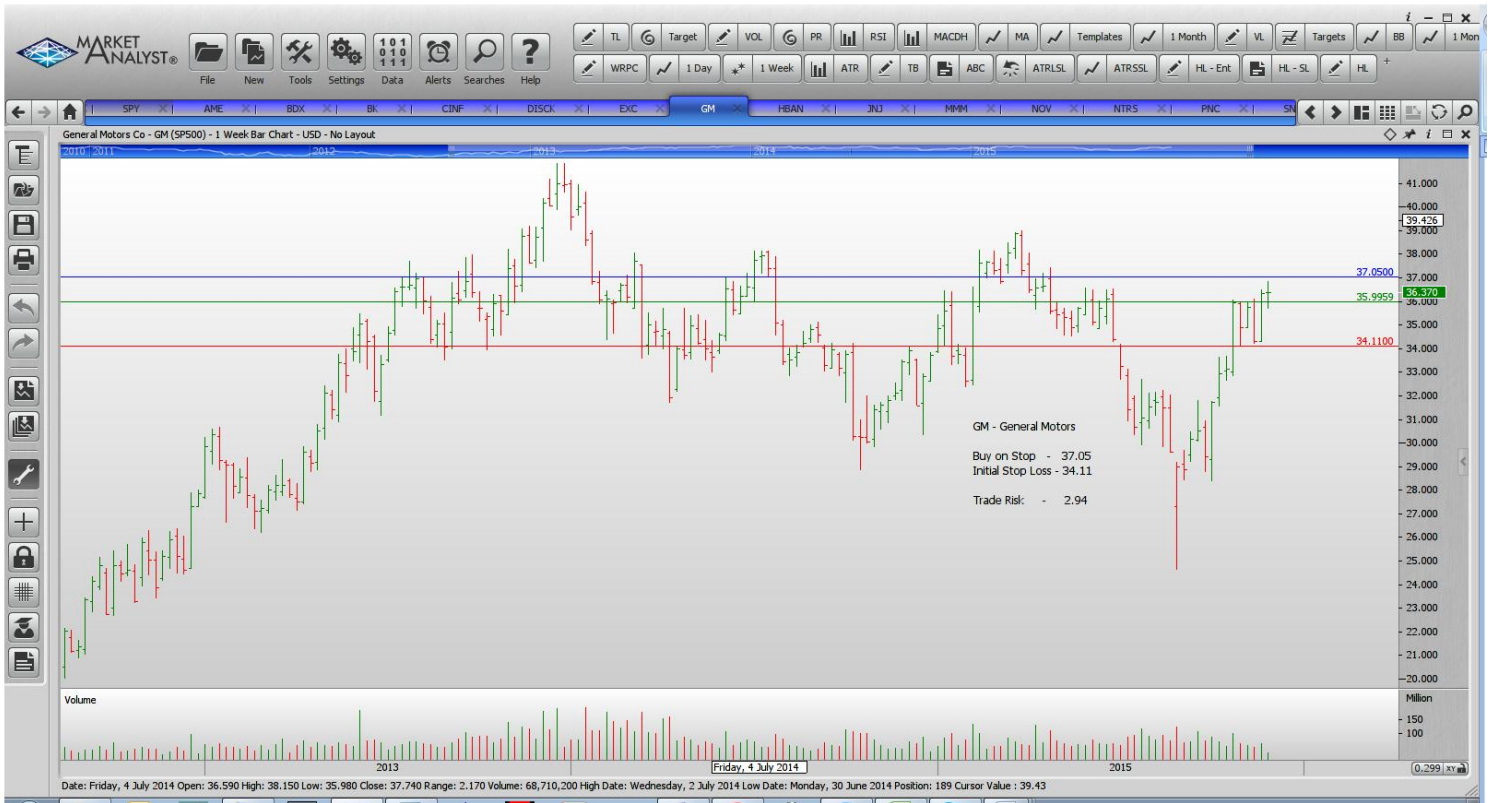 MARKET ANALYST®
File New Tools Settings Data Alerts Searches Help
TL Target VOL PR RSI MACDH MA Templates 1 Month VL Targets BB 1 Mon
WRPC 1 Day 1 Week ATR TB ABC ATRLSL ATRSSL HL - Ent HL - SL HL +
SPY AME BDX BK CINF DISCK EXC GM HBAN JNJ MMM NOV NTRS PNC SN
General Motors Co - GM (SP500) - 1 Week Bar Chart - USD - No Layout
2010 2011 2012 2013 2014 2015
41.000
40.000
39.426
39.000
38.000
37.0500
37.000
36.370
35.9959
36.000
35.000
34.1100
34.000
33.000
32.000
31.000
30.000
29.000
28.000
27.000
26.000
25.000
24.000
23.000
22.000
21.000
20.000
GM - General Motors
Buy on Stop - 37.05
Initial Stop Loss - 34.11
Trade Risk - 2.94
Volume
Million
150
100
2013 Friday, 4 July 2014 2015
0.299 XY
Date: Friday, 4 July 2014 Open: 36.590 High: 38.150 Low: 35.980 Close: 37.740 Range: 2.170 Volume: 68,710,200 High Date: Wednesday, 2 July 2014 Low Date: Monday, 30 June 2014 Position: 189 Cursor Value : 39.43